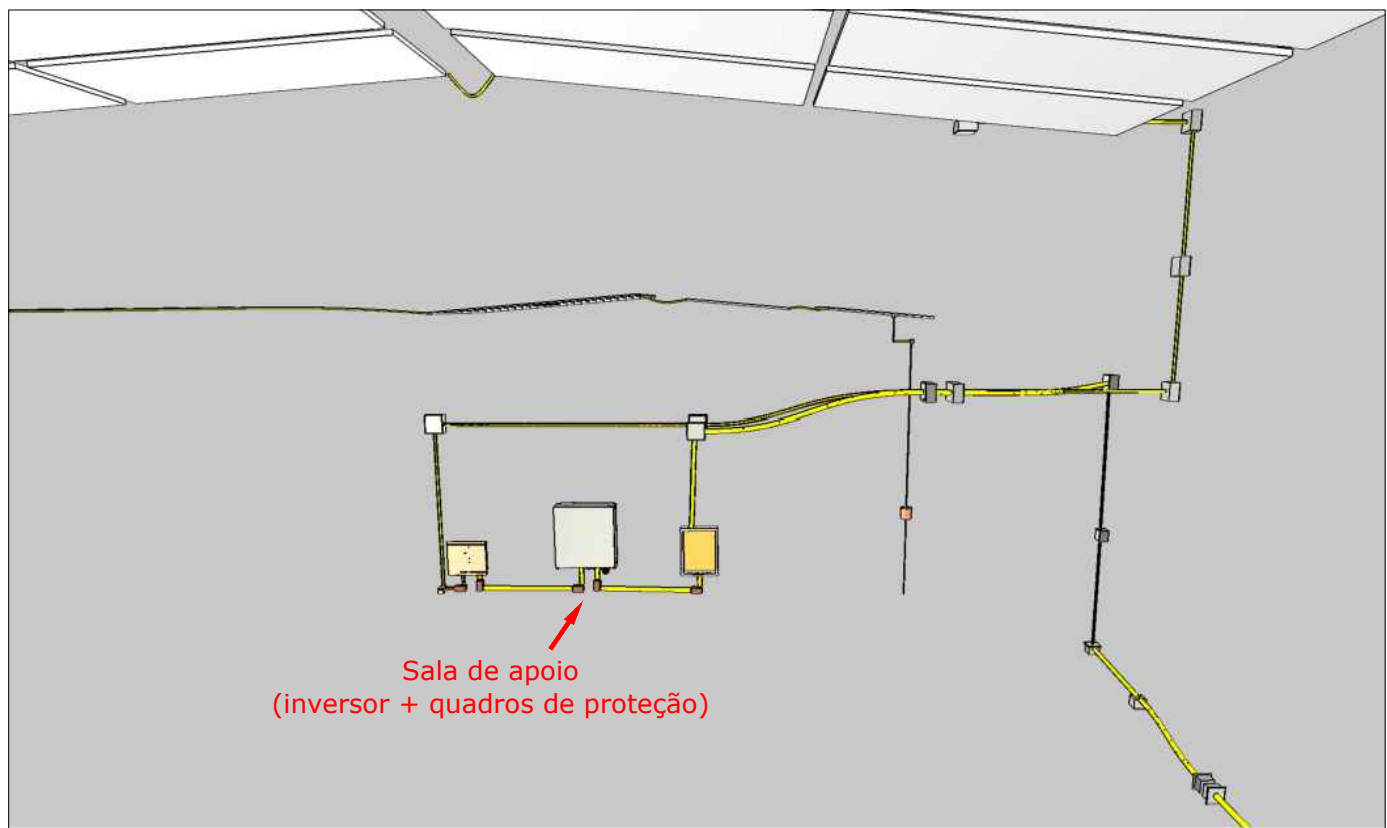 Sala de apoio
(inversor + quadros de proteção)